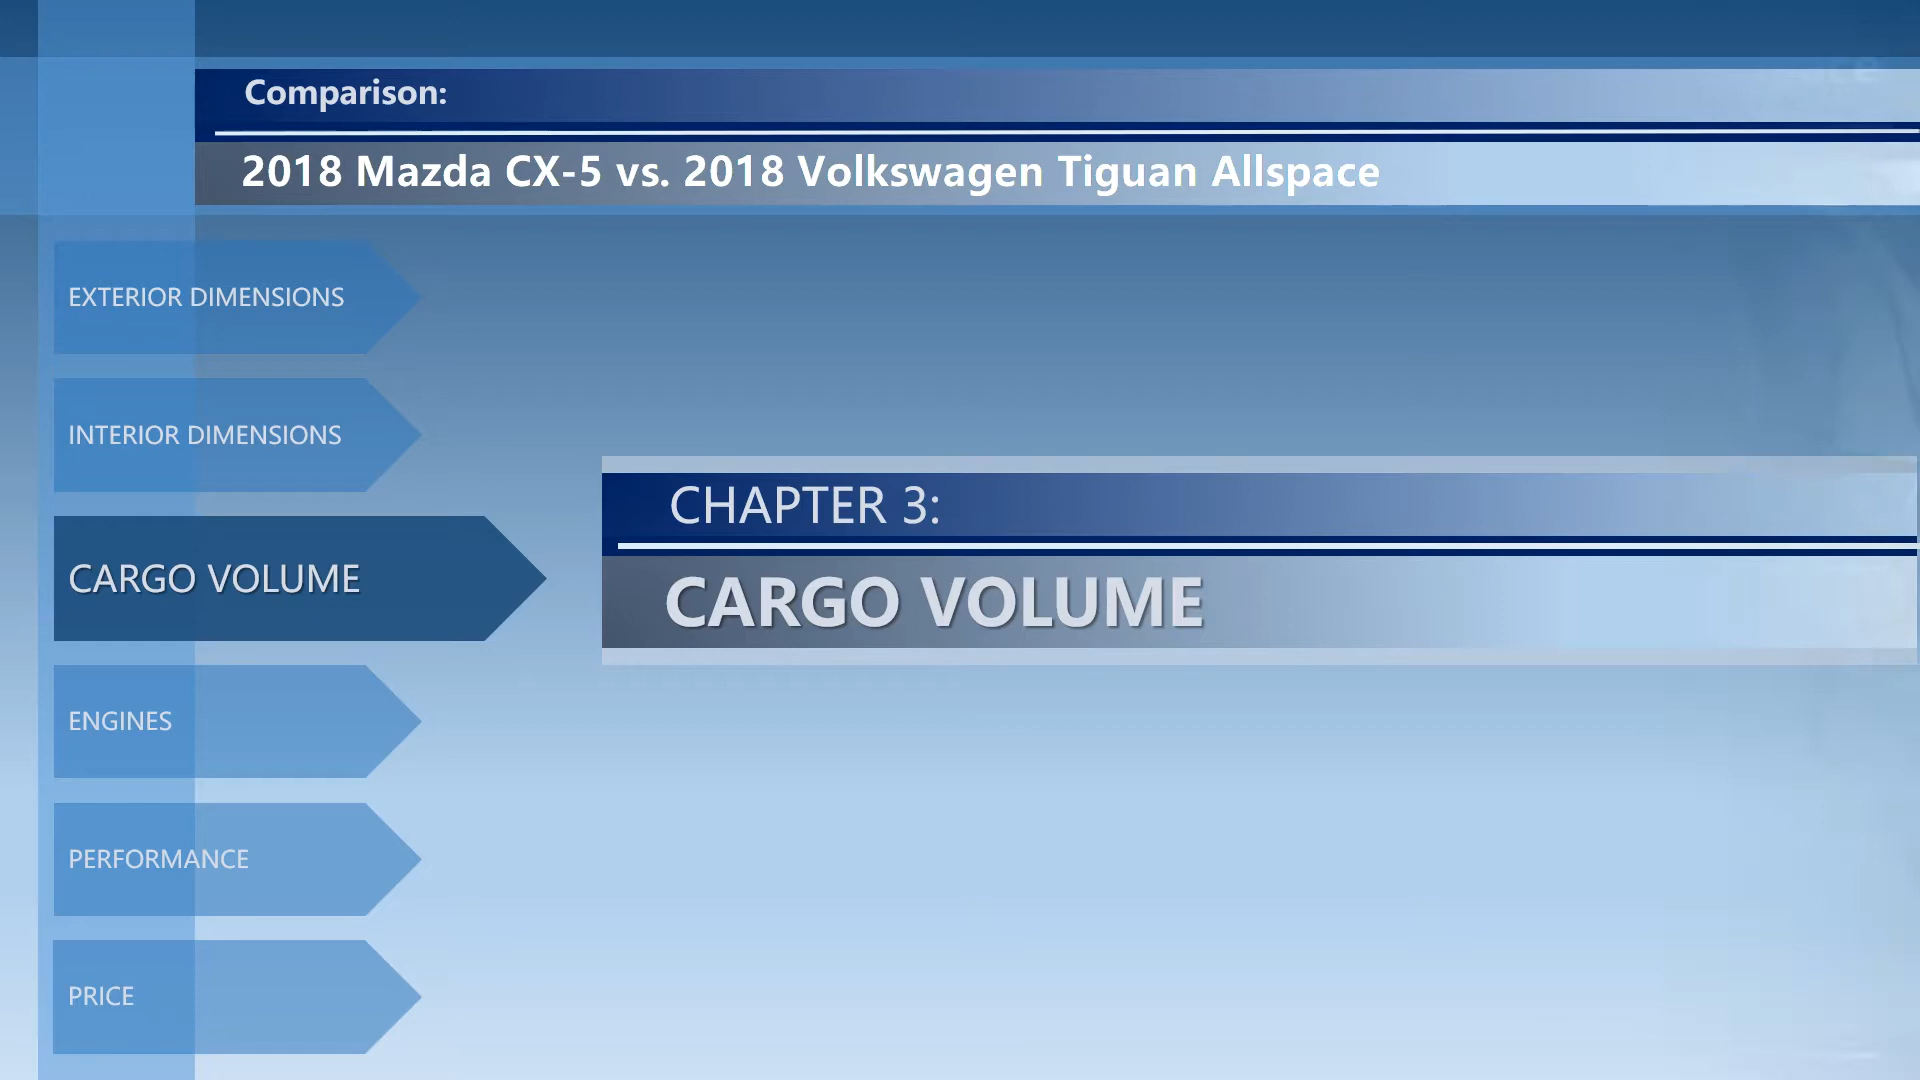 Comparison:
2018 Mazda CX-5 vs. 2018 Volkswagen Tiguan Allspace
EXTERIOR DIMENSIONS
INTERIOR DIMENSIONS
CARGO VOLUME
ENGINES
PERFORMANCE
PRICE
CHAPTER 3:
CARGO VOLUME